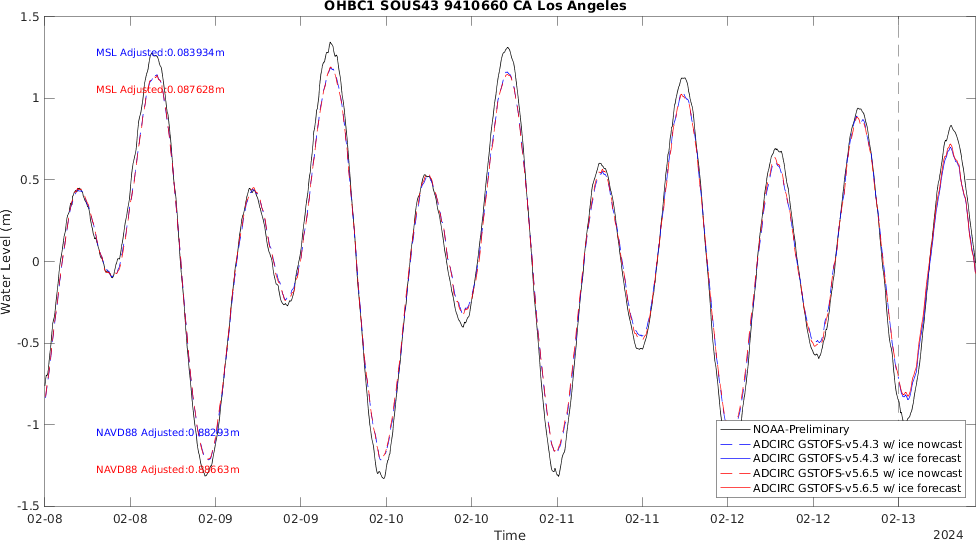 OHBC1 SOUS43 9410660 CA Los Angeles
1.5
1
0.5
0
-0.5
-1
-1.5
Water Level (m)
MSL Adjusted:0.083934m
MSL Adjusted:0.087628m
NAVD88 Adjusted:0.88293m
NAVD88 Adjusted:0.88663m
NOAA-Preliminary
ADCIRC GSTOFS-v5.4.3 w/ ice nowcast
ADCIRC GSTOFS-v5.4.3 w/ ice forecast
ADCIRC GSTOFS-v5.6.5 w/ ice nowcast
ADCIRC GSTOFS-v5.6.5 w/ ice forecast
02-08 02-08 02-09 02-09 02-10 02-10 02-11 02-11 02-12 02-12 02-13
Time
2024